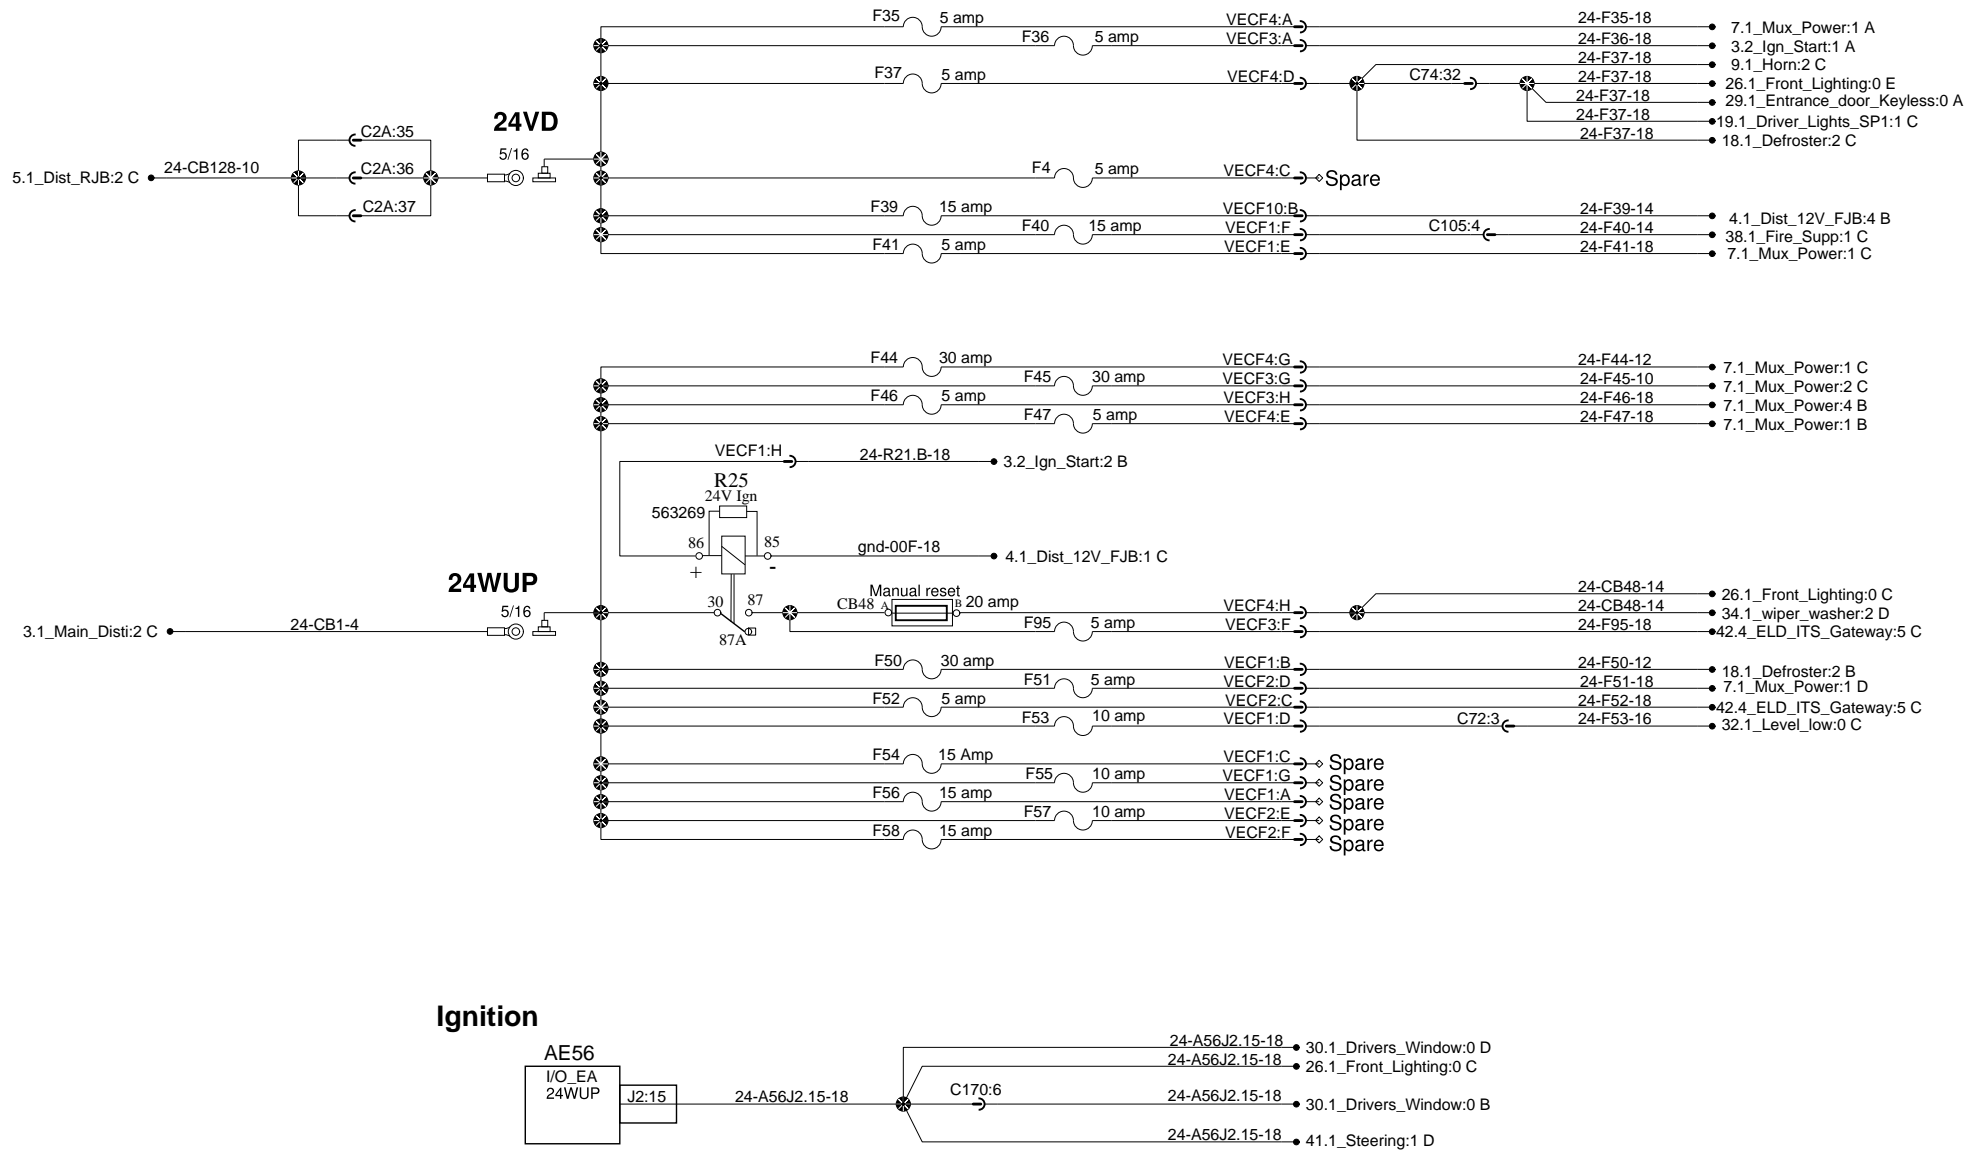 F35 5 amp VECF4:A 24-F35-18 7.1_Mux_Power:1 A
F36 5 amp VECF3:A 24-F36-18 3.2_Ign_Start:1 A
24-F37-18 9.1_Horn:2 C
F37 5 amp VECF4:D C74:32 24-F37-18 26.1_Front_Lighting:0 E
24-F37-18 29.1_Entrance_door_Keyless:0 A
24VD
24-F37-18 19.1_Driver_Lights_SP1:1 C
C2A:35 24-F37-18 18.1_Defroster:2 C
5/16
5.1_Dist_RJB:2 C 24-CB128-10 C2A:36 F4 5 amp VECF4:C Spare
C2A:37 F39 15 amp VECF10:B 24-F39-14 4.1_Dist_12V_FJB:4 B
F40 15 amp VECF1:F C105:4 24-F40-14 38.1_Fire_Supp:1 C
F41 5 amp VECF1:E 24-F41-18 7.1_Mux_Power:1 C
F44 30 amp VECF4:G 24-F44-12 7.1_Mux_Power:1 C
F45 30 amp VECF3:G 24-F45-10 7.1_Mux_Power:2 C
F46 5 amp VECF3:H 24-F46-18 7.1_Mux_Power:4 B
F47 5 amp VECF4:E 24-F47-18 7.1_Mux_Power:1 B
VECF1:H 24-R21.B-18 3.2_Ign_Start:2 B
R25
24V Ign
563269
86 85 gnd-00F-18 4.1_Dist_12V_FJB:1 C
+ -
24WUP
Manual reset 24-CB48-14 26.1_Front_Lighting:0 C
5/16 30 87 CB48 A B 20 amp VECF4:H 24-CB48-14 34.1_wiper_washer:2 D
3.1_Main_Disti:2 C 24-CB1-4 87A F95 5 amp VECF3:F 24-F95-18 42.4_ELD_ITS_Gateway:5 C
F50 30 amp VECF1:B 24-F50-12 18.1_Defroster:2 B
F51 5 amp VECF2:D 24-F51-18 7.1_Mux_Power:1 D
F52 5 amp VECF2:C 24-F52-18 42.4_ELD_ITS_Gateway:5 C
F53 10 amp VECF1:D C72:3 24-F53-16 32.1_Level_low:0 C
F54 15 Amp VECF1:C Spare
F55 10 amp VECF1:G Spare
F56 15 amp VECF1:A Spare
F57 10 amp VECF2:E Spare
F58 15 amp VECF2:F Spare
Ignition
AE56
I/O_EA
24WUP
J2:15 24-A56J2.15-18
24-A56J2.15-18 30.1_Drivers_Window:0 D
24-A56J2.15-18 26.1_Front_Lighting:0 C
C170:6 24-A56J2.15-18 30.1_Drivers_Window:0 B
24-A56J2.15-18 41.1_Steering:1 D